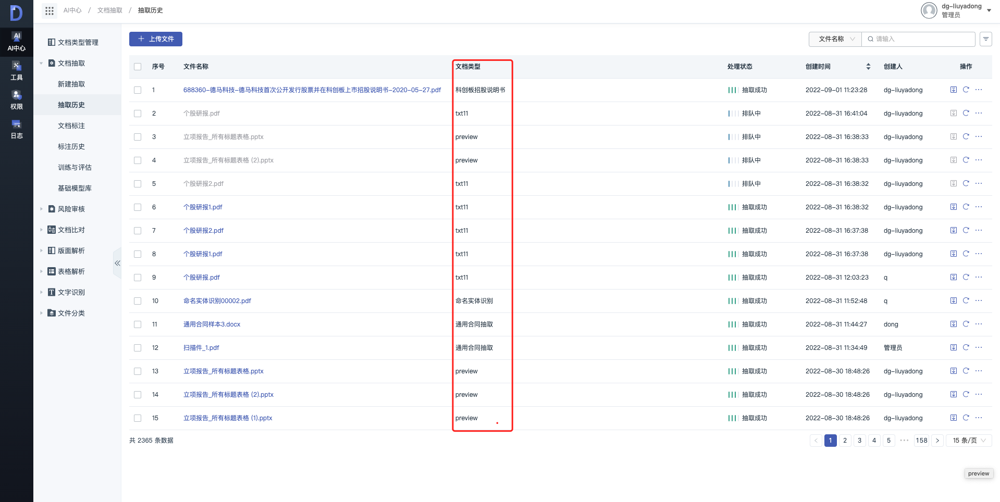 AI中心 / 文档抽取 / 抽取历史
dg-liuyadong
管理员
AI
AI中心
工具
权限
日志
文档类型管理
文档抽取
新建抽取
抽取历史
文档标注
标注历史
训练与评估
基础模型库
风险审核
文档比对
版面解析
表格解析
文字识别
文件分类
上传文件
文件名称 请输入
序号 文件名称 文档类型 处理状态 创建时间 创建人 操作
1 688360-德马科技-德马科技首次公开发行股票并在科创板上市招股说明书-2020-05-27.pdf 科创板招股说明书 抽取成功 2022-09-01 11:23:28 dg-liuyadong
2 个股研报.pdf txt11 排队中 2022-08-31 16:41:04 dg-liuyadong
3 立项报告_所有标题表格.pptx preview 排队中 2022-08-31 16:38:33 dg-liuyadong
4 立项报告_所有标题表格 (2).pptx preview 排队中 2022-08-31 16:38:33 dg-liuyadong
5 个股研报2.pdf txt11 排队中 2022-08-31 16:38:32 dg-liuyadong
6 个股研报1.pdf txt11 抽取成功 2022-08-31 16:38:32 dg-liuyadong
7 个股研报2.pdf txt11 抽取成功 2022-08-31 16:37:38 dg-liuyadong
8 个股研报1.pdf txt11 抽取成功 2022-08-31 16:37:38 dg-liuyadong
9 个股研报.pdf txt11 抽取成功 2022-08-31 12:03:23 q
10 命名实体识别00002.pdf 命名实体识别 抽取成功 2022-08-31 11:52:48 q
11 通用合同样本3.docx 通用合同抽取 抽取成功 2022-08-31 11:44:27 dong
12 扫描件_1.pdf 通用合同抽取 抽取成功 2022-08-31 11:34:49 管理员
13 立项报告_所有标题表格.pptx preview 抽取成功 2022-08-30 18:48:26 dg-liuyadong
14 立项报告_所有标题表格 (2).pptx preview 抽取成功 2022-08-30 18:48:26 dg-liuyadong
15 立项报告_所有标题表格 (1).pptx preview 抽取成功 2022-08-30 18:48:26 dg-liuyadong
共 2365 条数据 < 1 2 3 4 5 ••• 158 > 15 条/页
preview